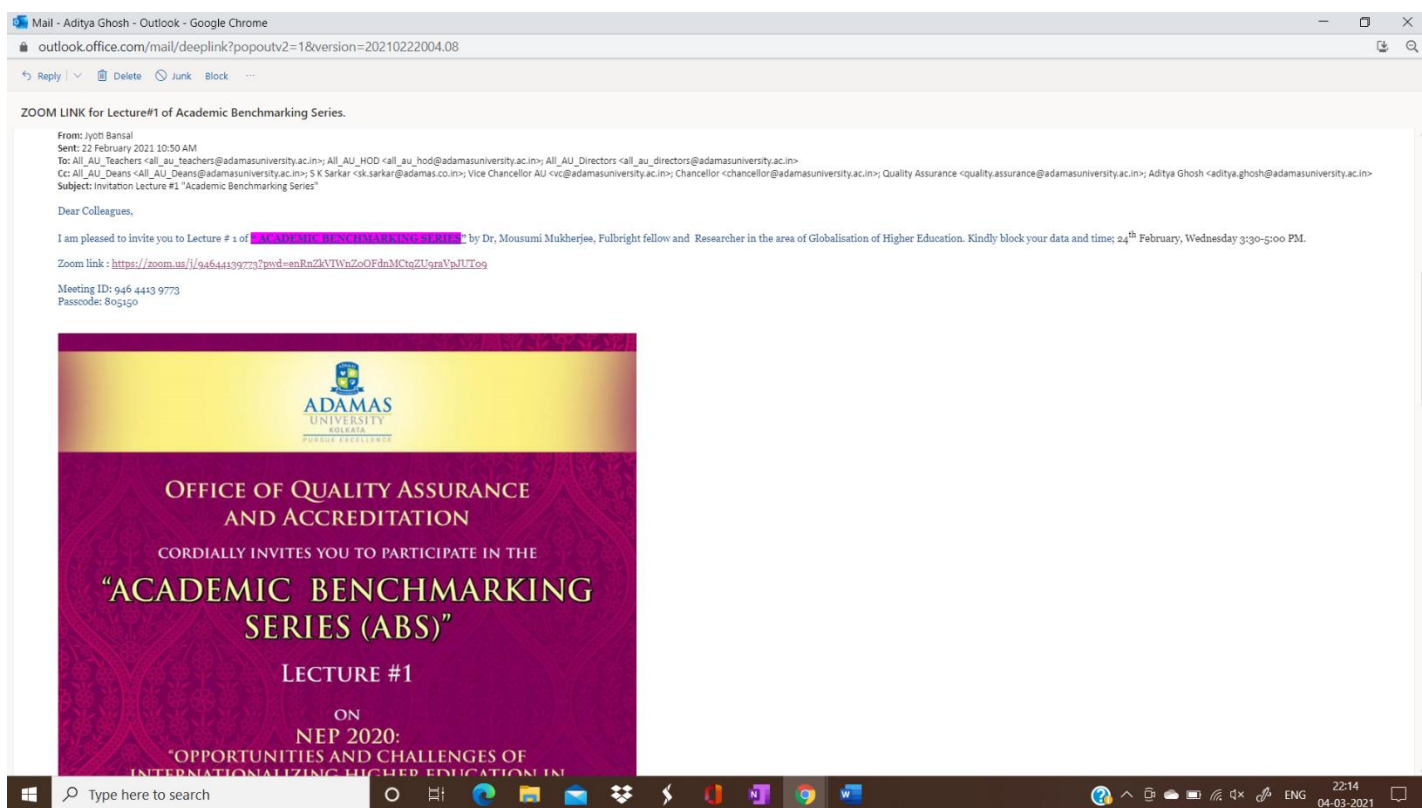 Mail - Aditya Ghosh - Outlook - Google Chrome
outlook.office.com/mail/deeplink?popoutv2=1&version=20210222004.08
Reply Delete Junk Block ...
ZOOM LINK for Lecture#1 of Academic Benchmarking Series.
From: Jyoti Bansal
Sent: 22 February 2021 10:50 AM
To: All_AU_Teachers <all_au_teachers@adamasuniversity.ac.in>; All_AU_HOD <all_au_hod@adamasuniversity.ac.in>; All_AU_Directors <all_au_directors@adamasuniversity.ac.in>
Cc: All_AU_Deans <All_AU_Deans@adamasuniversity.ac.in>; S K Sarkar <sk.sarkar@adamas.co.in>; Vice Chancellor AU <vc@adamasuniversity.ac.in>; Chancellor <chancellor@adamasuniversity.ac.in>; Quality Assurance <quality.assurance@adamasuniversity.ac.in>; Aditya Ghosh <aditya.ghosh@adamasuniversity.ac.in>
Subject: Invitation Lecture #1 "Academic Benchmarking Series"
Dear Colleagues,
I am pleased to invite you to Lecture # 1 of " ACADEMIC BENCHMARKING SERIES" by Dr, Mousumi Mukherjee, Fulbright fellow and Researcher in the area of Globalisation of Higher Education. Kindly block your data and time; 24th February, Wednesday 3:30-5:00 PM.
Zoom link : https://zoom.us/j/94644139773?pwd=enRnZkVIWnZoOFdnMCtqZU9raVpJUT09
Meeting ID: 946 4413 9773
Passcode: 805150
ADAMAS
UNIVERSITY
KOLKATA
PURSUE EXCELLENCE
OFFICE OF QUALITY ASSURANCE
AND ACCREDITATION
CORDIALLY INVITES YOU TO PARTICIPATE IN THE
"ACADEMIC BENCHMARKING
SERIES (ABS)"
LECTURE #1
ON
NEP 2020:
"OPPORTUNITIES AND CHALLENGES OF
INTERNATIONALIZING HIGHER EDUCATION IN
Type here to search
ENG
22:14
04-03-2021